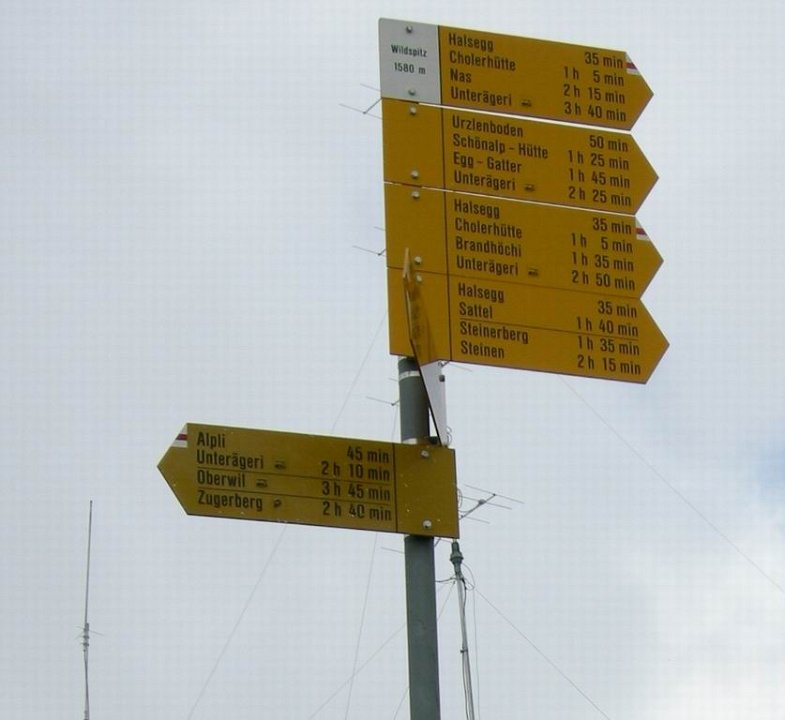 Wildspitz
1580 m
Halsegg 35 min
Cholerhütte 1 h 5 min
Nas 2 h 15 min
Unterägeri 3 h 40 min
Urzlenboden 50 min
Schönalp - Hütte 1 h 25 min
Egg - Gatter 1 h 45 min
Unterägeri 2 h 25 min
Halsegg 35 min
Cholerhütte 1 h 5 min
Brandhöchi 1 h 35 min
Unterägeri 2 h 50 min
Halsegg 35 min
Sattel 1 h 40 min
Steinerberg 1 h 35 min
Steinen 2 h 15 min
Alpli 45 min
Unterägeri 2 h 10 min
Oberwil 3 h 45 min
Zugerberg 2 h 40 min